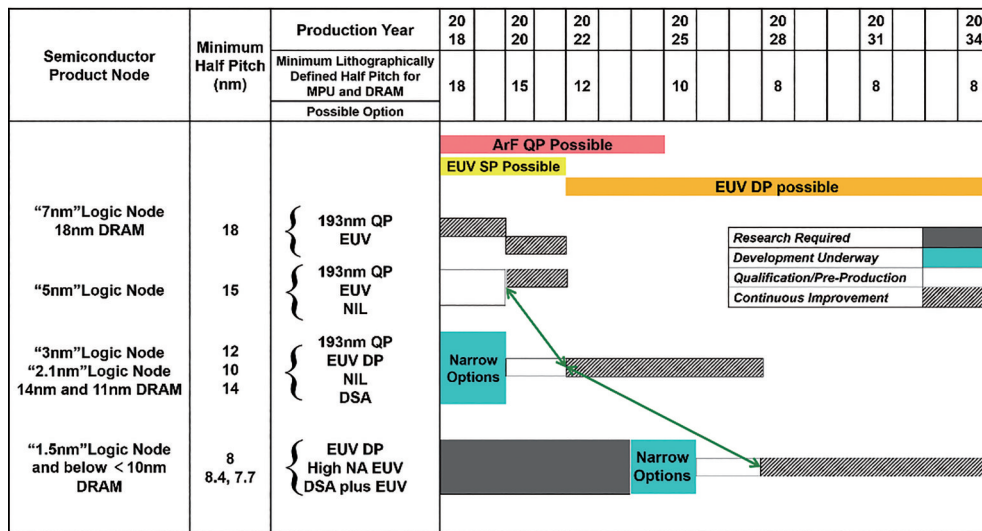 Semiconductor
Product Node
Minimum
Half Pitch
(nm)
Production Year
20
18
20
20
20
22
20
25
20
28
20
31
20
34
Minimum Lithographically
Defined Half Pitch for
MPU and DRAM
18
15
12
10
8
8
8
Possible Option
ArF QP Possible
EUV SP Possible
EUV DP possible
“7nm”Logic Node
18nm DRAM
18
193nm QP
EUV
Research Required
Development Underway
Qualification/Pre-Production
Continuous Improvement
“5nm”Logic Node
15
193nm QP
EUV
NIL
“3nm”Logic Node
“2.1nm”Logic Node
14nm and 11nm DRAM
12
10
14
193nm QP
EUV DP
NIL
DSA
Narrow
Options
“1.5nm”Logic Node
and below ＜10nm
DRAM
8
8.4, 7.7
EUV DP
High NA EUV
DSA plus EUV
Narrow
Options